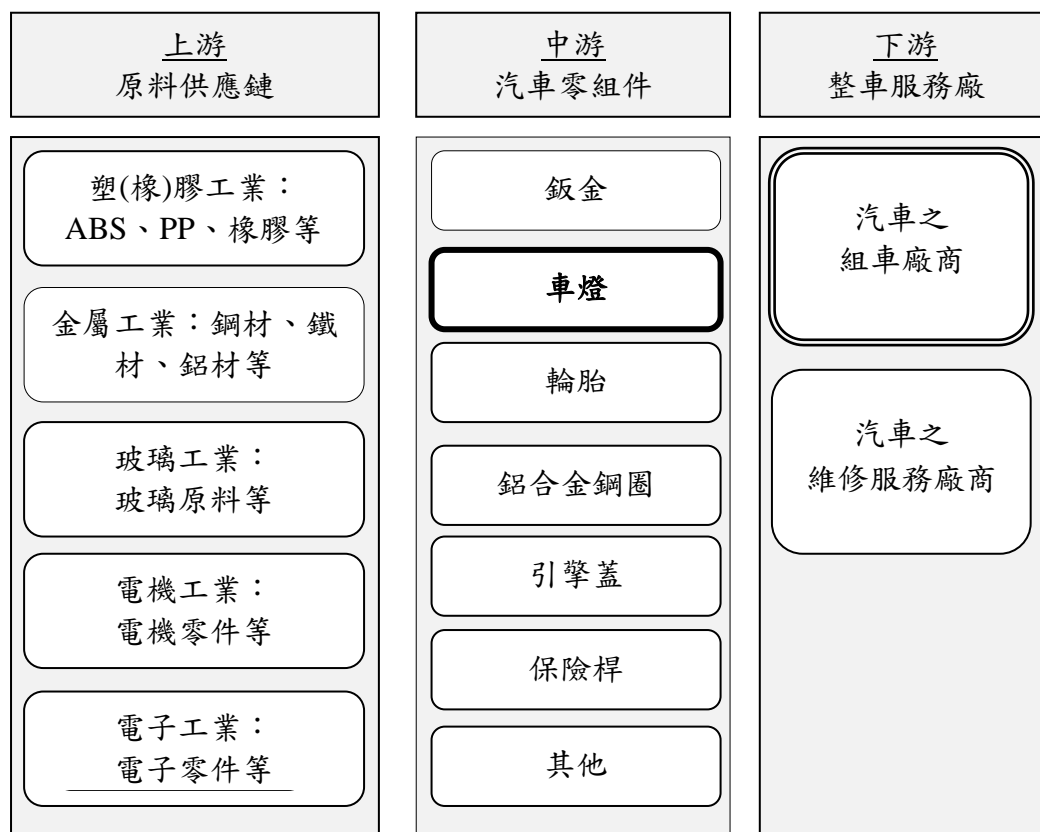 上游
原料供應鏈
塑(橡)膠工業：
ABS、PP、橡膠等
金屬工業：鋼材、鐵
材、鋁材等
玻璃工業：
玻璃原料等
電機工業：
電機零件等
電子工業：
電子零件等
中游
汽車零組件
鈑金
車燈
輪胎
鋁合金鋼圈
引擎蓋
保險桿
其他
下游
整車服務廠
汽車之
組車廠商
汽車之
維修服務廠商